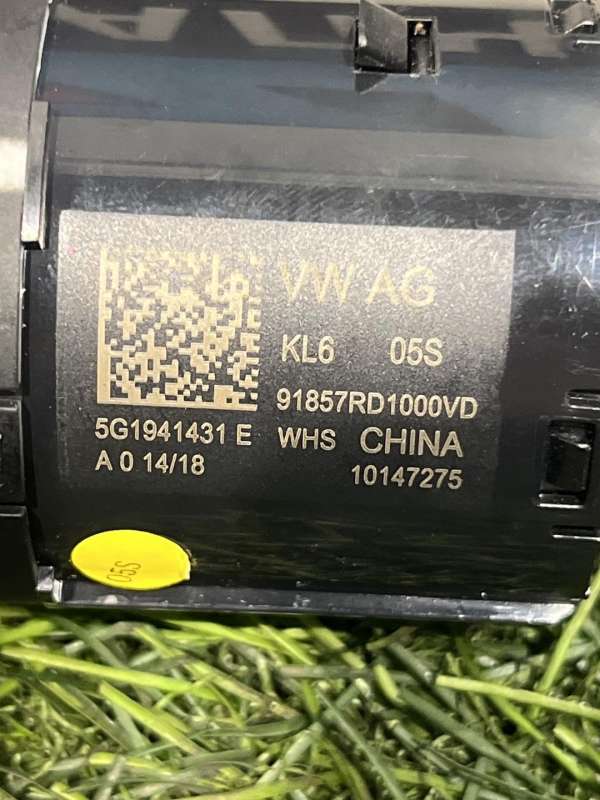 VW AG
KL6 05S
91857RD1000VD
5G1941431 E WHS CHINA
A 0 14/18 10147275
05S